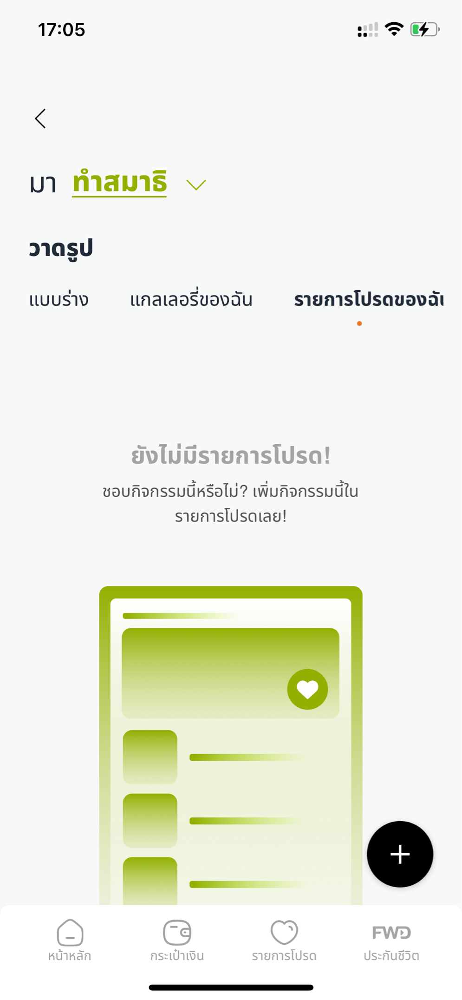 17:05
มา ทำสมาธิ
วาดรูป
แบบร่าง แกลเลอรี่ของฉัน รายการโปรดของฉัน
ยังไม่มีรายการโปรด!
ชอบกิจกรรมนี้หรือไม่? เพิ่มกิจกรรมนี้ใน
รายการโปรดเลย!
FWD
หน้าหลัก กระเป๋าเงิน รายการโปรด ประกันชีวิต